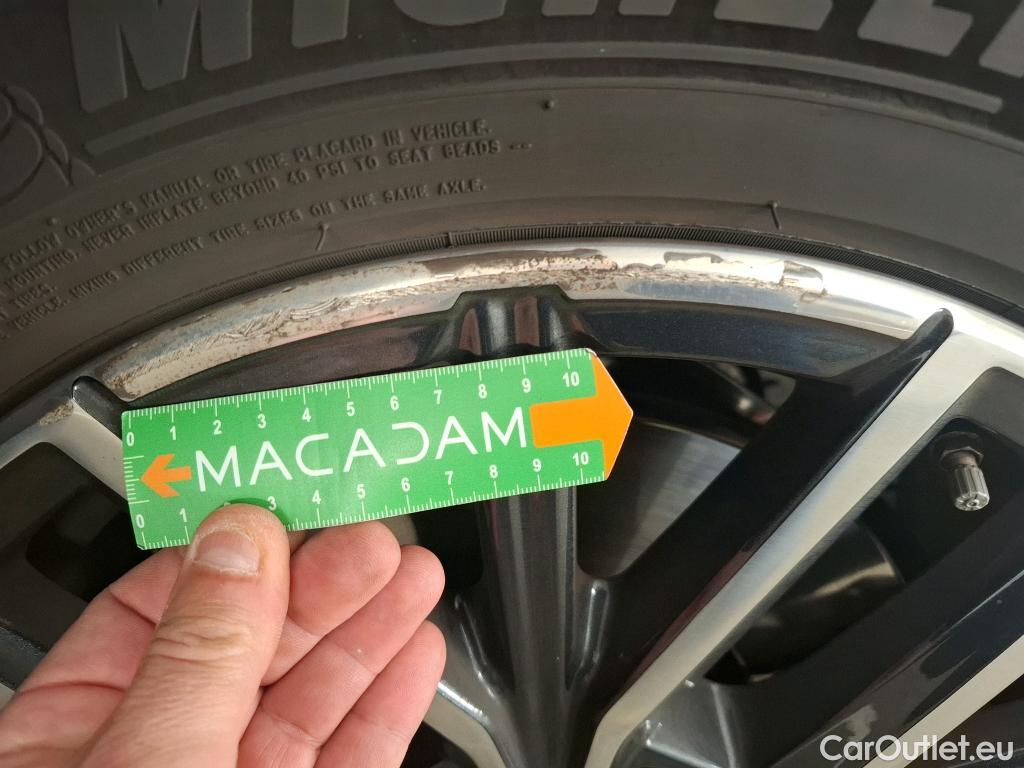 MICHELIN
FOLLOW OWNER'S MANUAL OR TIRE PLACARD IN VEHICLE.
MOUNTING, NEVER INFLATE BEYOND 40 PSI TO SEAT BEADS --
TIRES.
VEHICLE. MIXING DIFFERENT TIRE SIZES ON THE SAME AXLE.
0 1 2 3 4 5 6 7 8 9 10
MACADAM
0 1 3 4 5 6 7 8 9 10
CarOutlet.eu